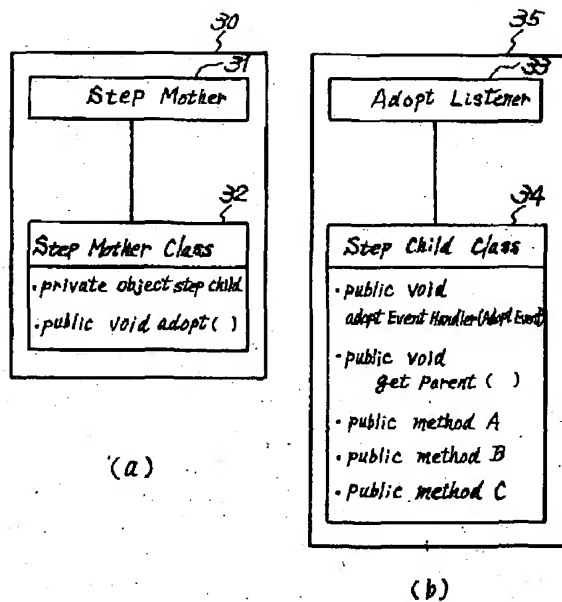 30
31
Step Mother
32
Step Mother Class
·private object step child
·public void adopt( )
(a)
35
33
Adopt Listener
34
Step Child Class
·public void
adopt Event Handler(Adopt Event)
·public void
get Parent ( )
·public method A
·public method B
·public method C
(b)